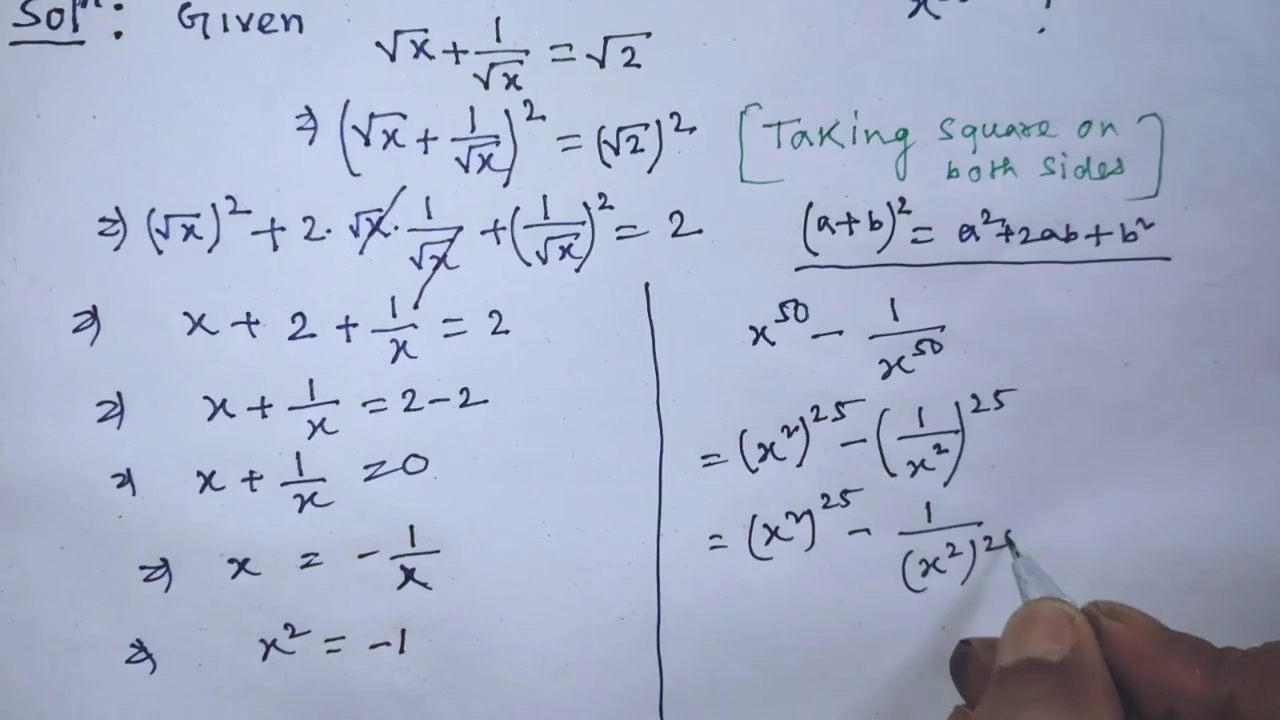 Solⁿ: Given
√x + 1/√x = √2
⇒ (√x + 1/√x)² = (√2)² [Taking square on both sides]
⇒ (√x)² + 2·√x·1/√x + (1/√x)² = 2
(a+b)² = a²+2ab+b²
⇒ x + 2 + 1/x = 2
⇒ x + 1/x = 2-2
⇒ x + 1/x = 0
⇒ x = -1/x
⇒ x² = -1
x⁵⁰ - 1/x⁵⁰
= (x²)²⁵ - (1/x²)²⁵
= (x²)²⁵ - 1/(x²)²